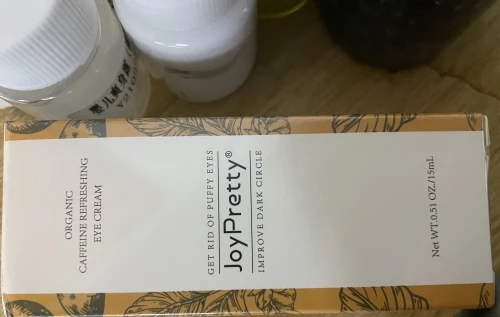 ORGANIC
CAFFEINE REFRESHING
EYE CREAM
GET RID OF PUFFY EYES
JoyPretty®
IMPROVE DARK CIRCLE
Net WT.0.51 OZ./15mL